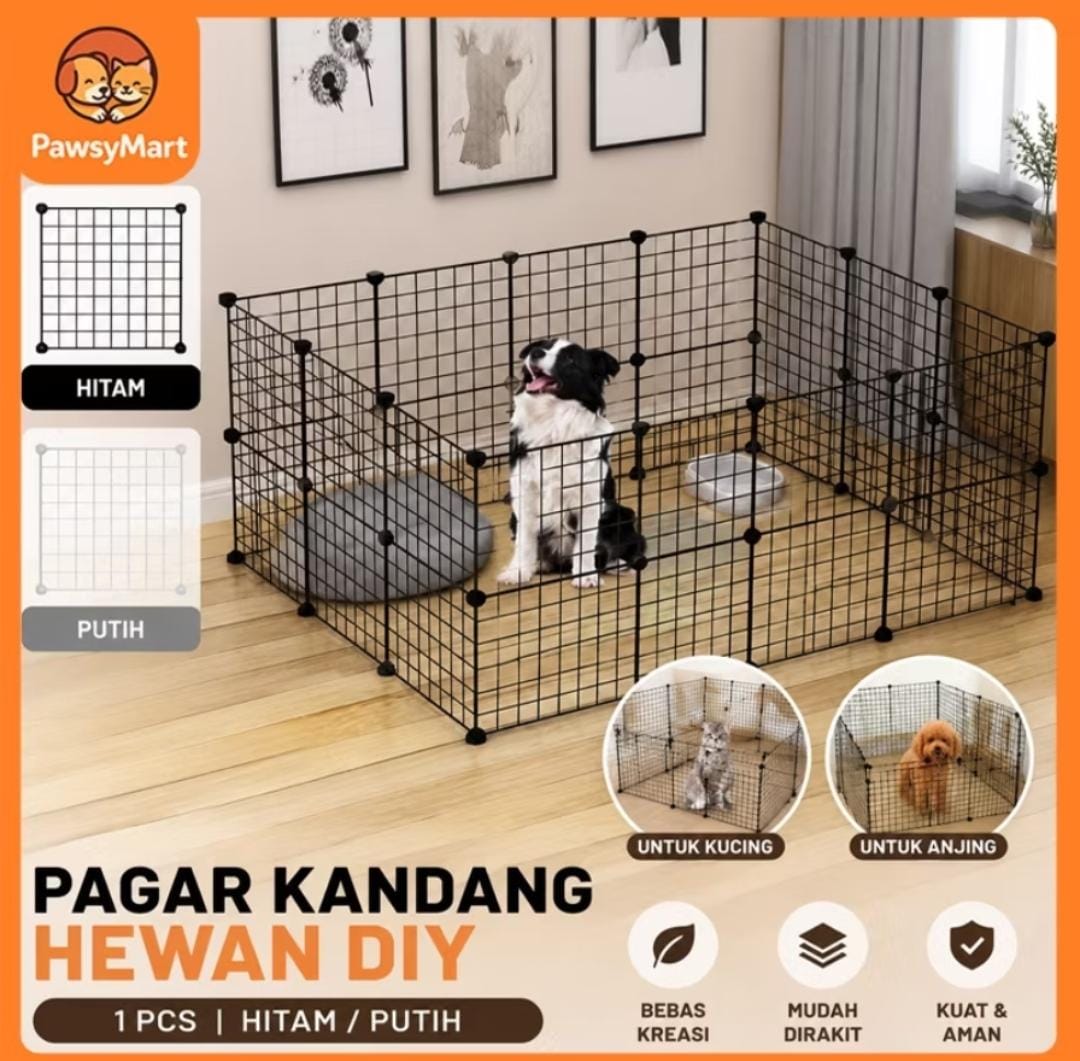 PawsyMart
HITAM
PUTIH
UNTUK KUCING
UNTUK ANJING
PAGAR KANDANG
HEWAN DIY
1 PCS | HITAM / PUTIH
BEBAS
KREASI
MUDAH
DIRAKIT
KUAT &
AMAN